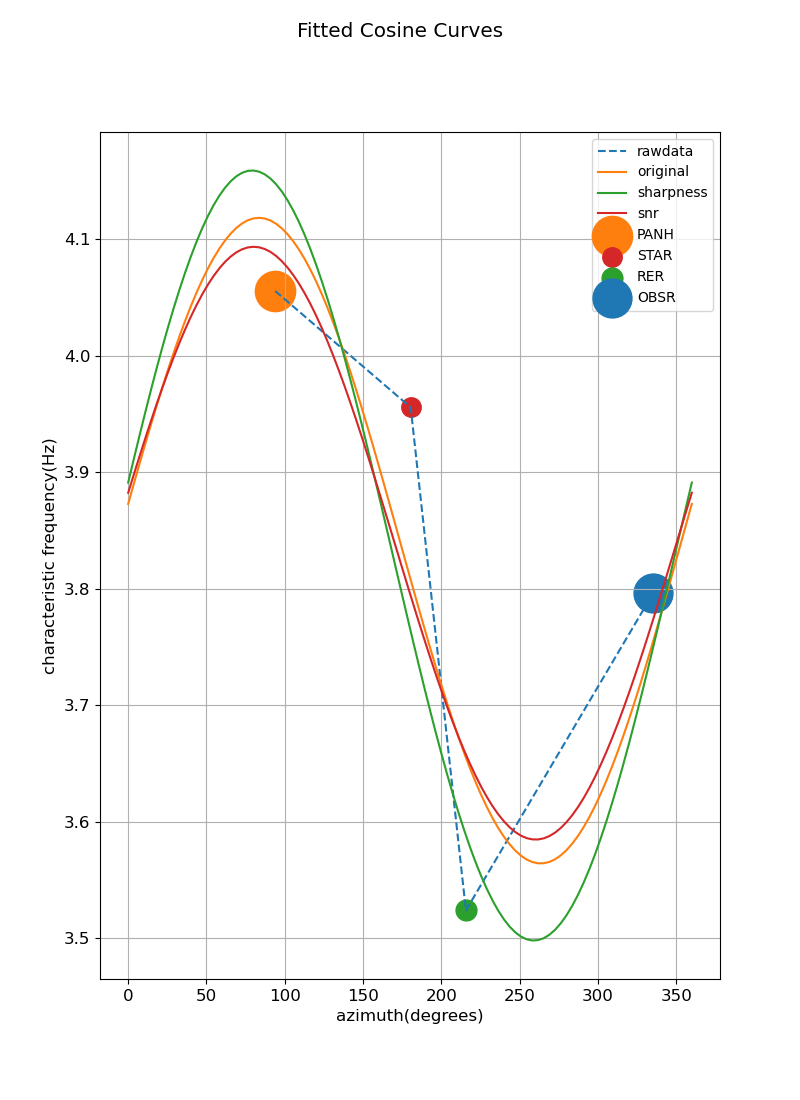 Fitted Cosine Curves
rawdata
original
sharpness
snr
PANH
STAR
RER
OBSR
characteristic frequency(Hz)
4.1
4.0
3.9
3.8
3.7
3.6
3.5
0 50 100 150 200 250 300 350
azimuth(degrees)